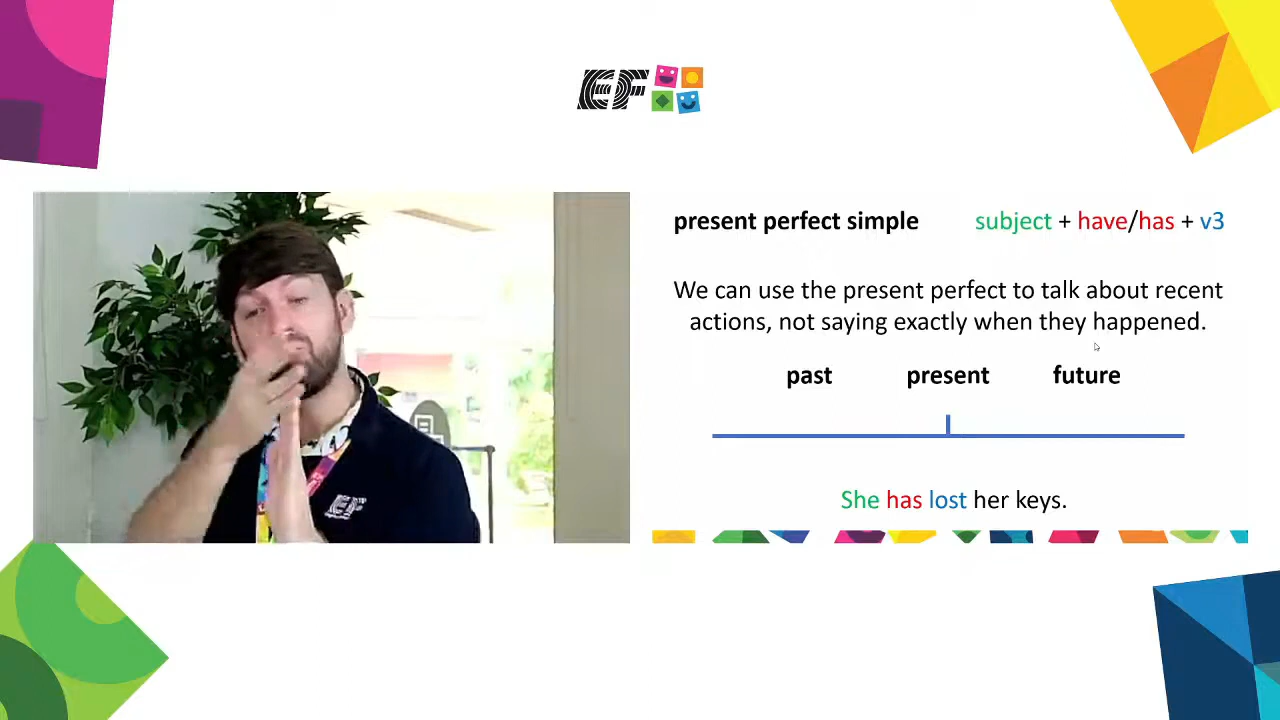 EF
present perfect simple subject + have/has + v3
We can use the present perfect to talk about recent
actions, not saying exactly when they happened.
past present future
She has lost her keys.
EF